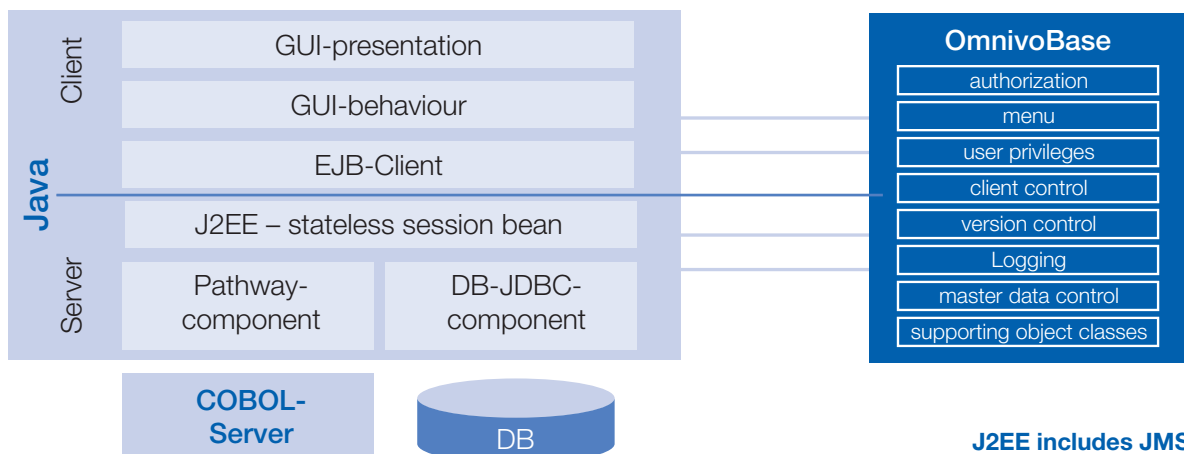 Client
GUI-presentation
GUI-behaviour
EJB-Client
Java
J2EE – stateless session bean
Server
Pathway-
component
DB-JDBC-
component
COBOL-
Server
DB
OmnivoBase
authorization
menu
user privileges
client control
version control
Logging
master data control
supporting object classes
J2EE includes JMS